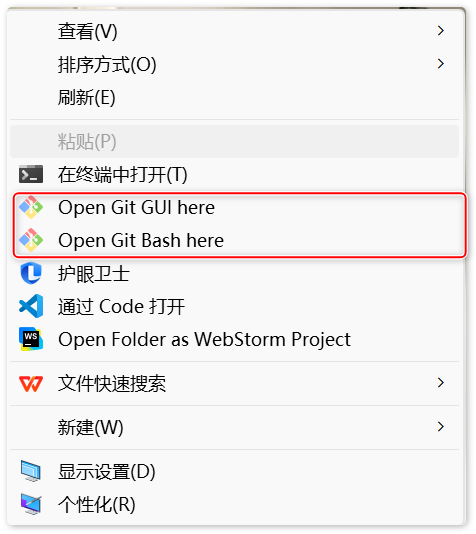 查看(V)
排序方式(O)
刷新(E)
粘贴(P)
在终端中打开(T)
Open Git GUI here
Open Git Bash here
护眼卫士
通过 Code 打开
WS
Open Folder as WebStorm Project
文件快速搜索
新建(W)
显示设置(D)
个性化(R)